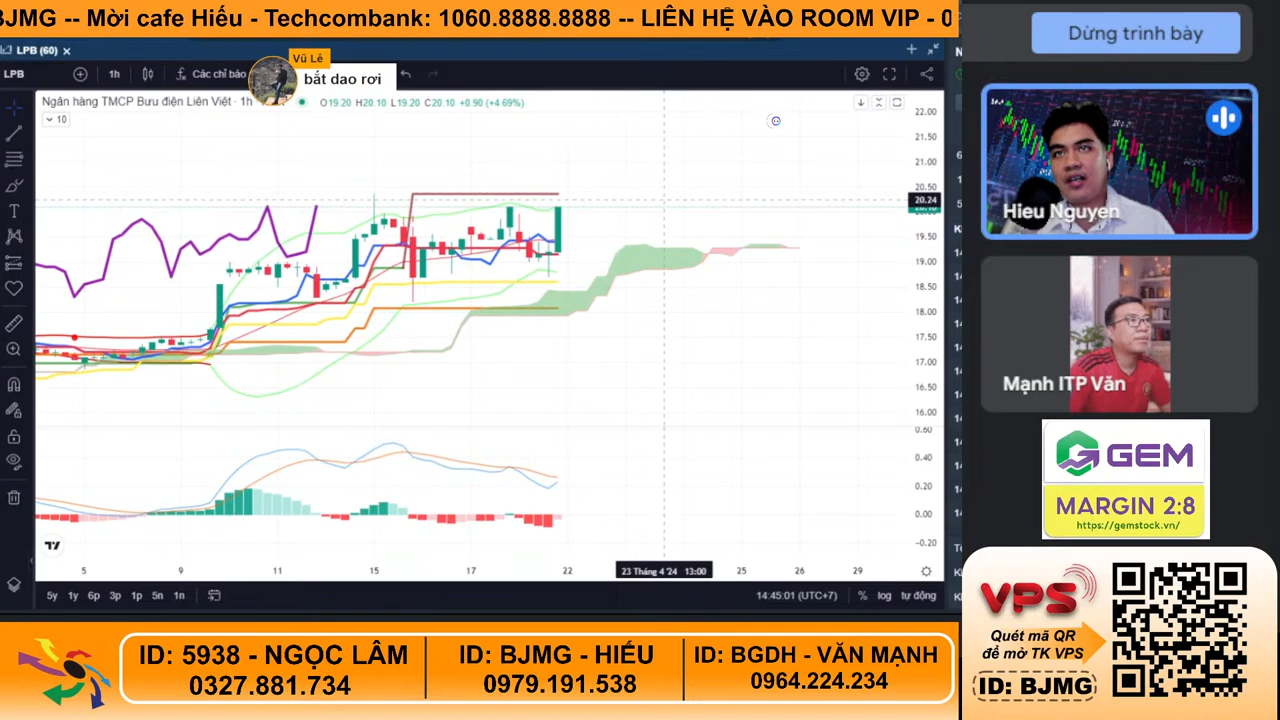 BJMG -- Mời cafe Hiếu - Techcombank: 1060.8888.8888 -- LIÊN HỆ VÀO ROOM VIP - 0
LPB (60) ×
LPB
1h
Các chỉ báo
Vũ Lê
bắt dao rơi
Ngân hàng TMCP Bưu điện Liên Việt · 1h
O19.20 H20.10 L19.20 C20.10 +0.90 (+4.69%)
10
22.00
21.50
21.00
20.50
20.24
19.50
19.00
18.50
18.00
17.50
17.00
16.50
16.00
0.60
0.40
0.20
0.00
−0.20
5
9
11
15
17
22
23 Tháng 4 '24 13:00
25
26
29
5y 1y 6p 3p 1p 5n 1n
14:45:01 (UTC+7)
% log tự động
Dừng trình bày
Hieu Nguyen
Mạnh ITP Văn
GEM
MARGIN 2:8
https://gemstock.vn/
VPS
Quét mã QR
để mở TK VPS
ID: BJMG
ID: 5938 - NGỌC LÂM
0327.881.734
ID: BJMG - HIẾU
0979.191.538
ID: BGDH - VĂN MẠNH
0964.224.234